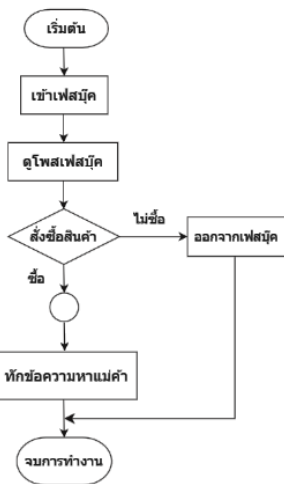 เริ่มต้น
เข้าเฟสบุ๊ค
ดูโพสเฟสบุ๊ค
สั่งซื้อสินค้า
ไม่ซื้อ
ออกจากเฟสบุ๊ค
ซื้อ
ทักข้อความหาแม่ค้า
จบการทำงาน